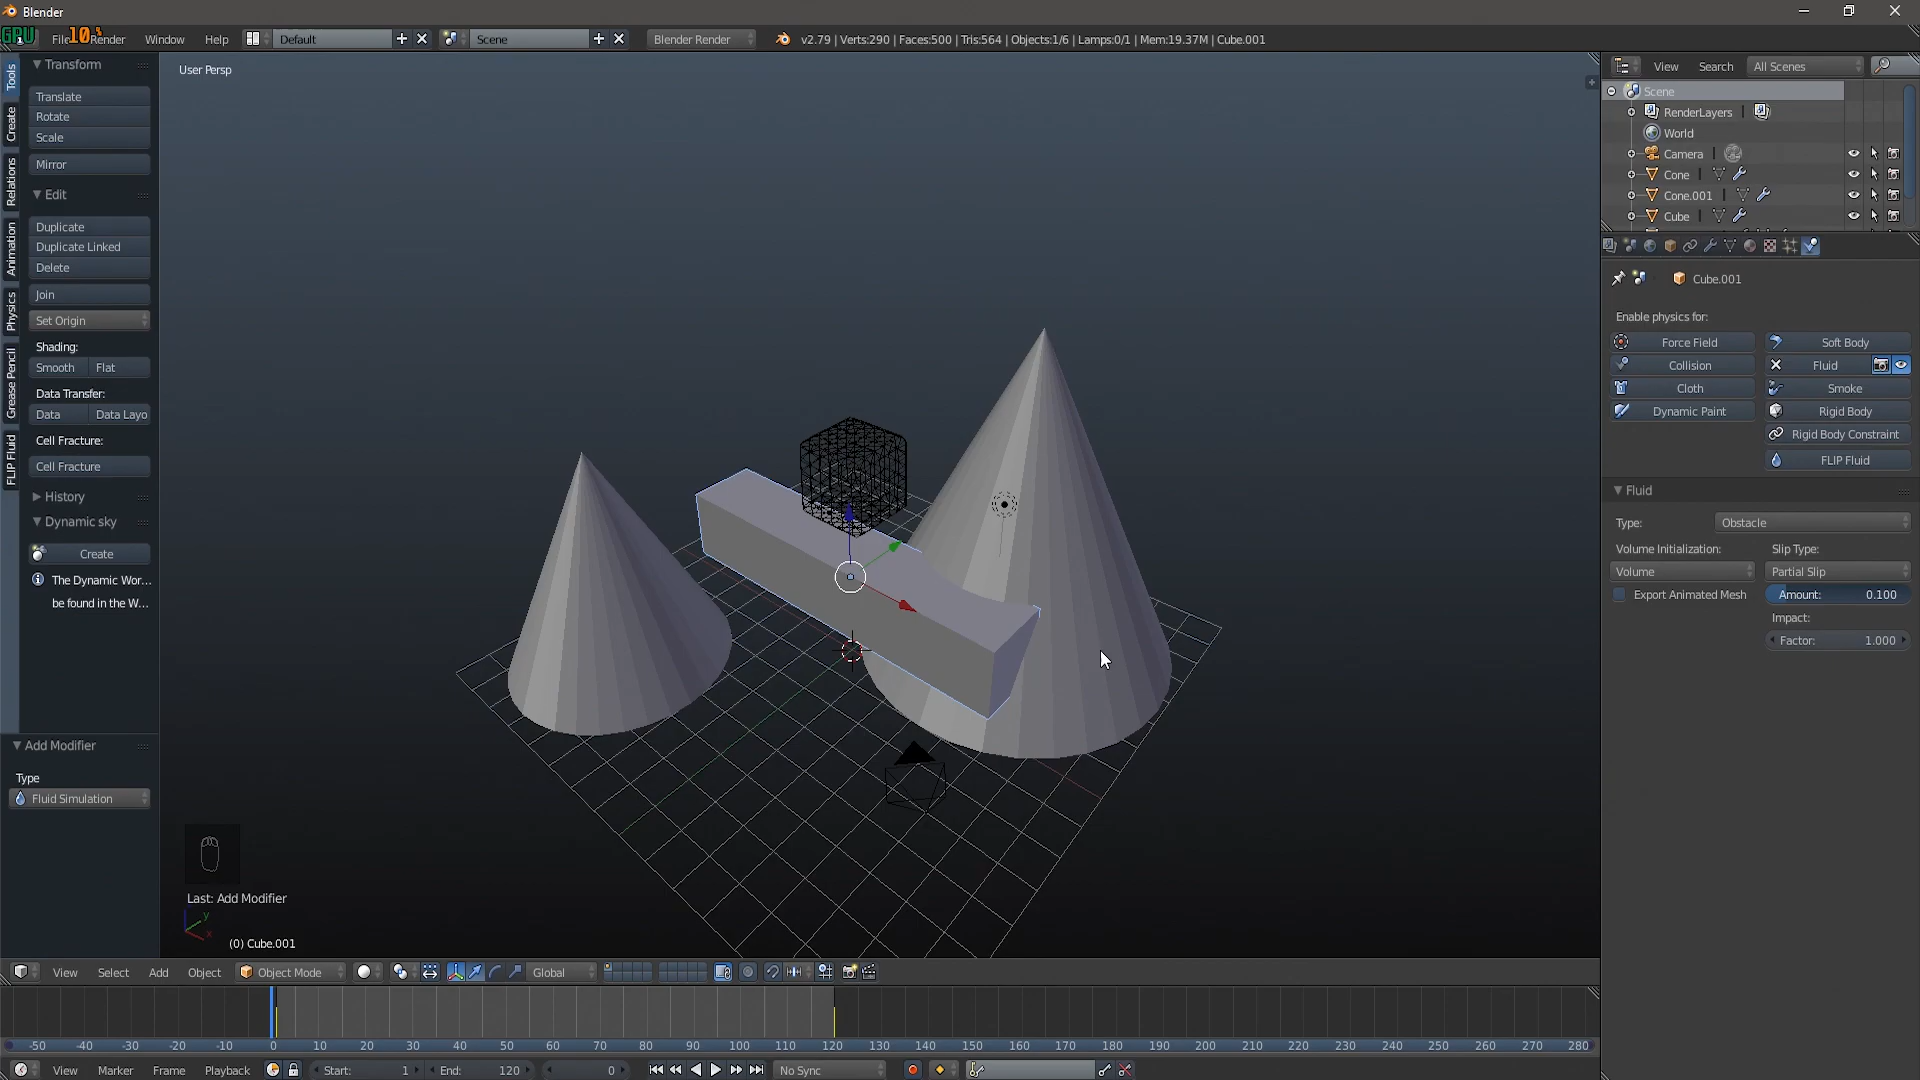 Blender
GPU 10
File Render Window Help Default Scene Blender Render v2.79 | Verts:290 | Faces:500 | Tris:564 | Objects:1/6 | Lamps:0/1 | Mem:19.37M | Cube.001
User Persp
Tools
Create
Relations
Animation
Physics
Grease Pencil
FLIP Fluid
Transform
Translate
Rotate
Scale
Mirror
Edit
Duplicate
Duplicate Linked
Delete
Join
Set Origin
Shading:
Smooth Flat
Data Transfer:
Data Data Layo
Cell Fracture:
Cell Fracture
History
Dynamic sky
Create
The Dynamic Wor...
be found in the W...
Add Modifier
Type
Fluid Simulation
Last: Add Modifier
y
x
(0) Cube.001
View Search All Scenes
Scene
RenderLayers |
World
Camera |
Cone |
Cone.001 |
Cube |
Cube.001
Enable physics for:
Force Field Soft Body
Collision Fluid
Cloth Smoke
Dynamic Paint Rigid Body
Rigid Body Constraint
FLIP Fluid
Fluid
Type: Obstacle
Volume Initialization: Slip Type:
Volume Partial Slip
Export Animated Mesh Amount: 0.100
Impact:
Factor: 1.000
View Select Add Object Object Mode Global
-50 -40 -30 -20 -10 0 10 20 30 40 50 60 70 80 90 100 110 120 130 140 150 160 170 180 190 200 210 220 230 240 250 260 270 280
View Marker Frame Playback Start: 1 End: 120 0 No Sync